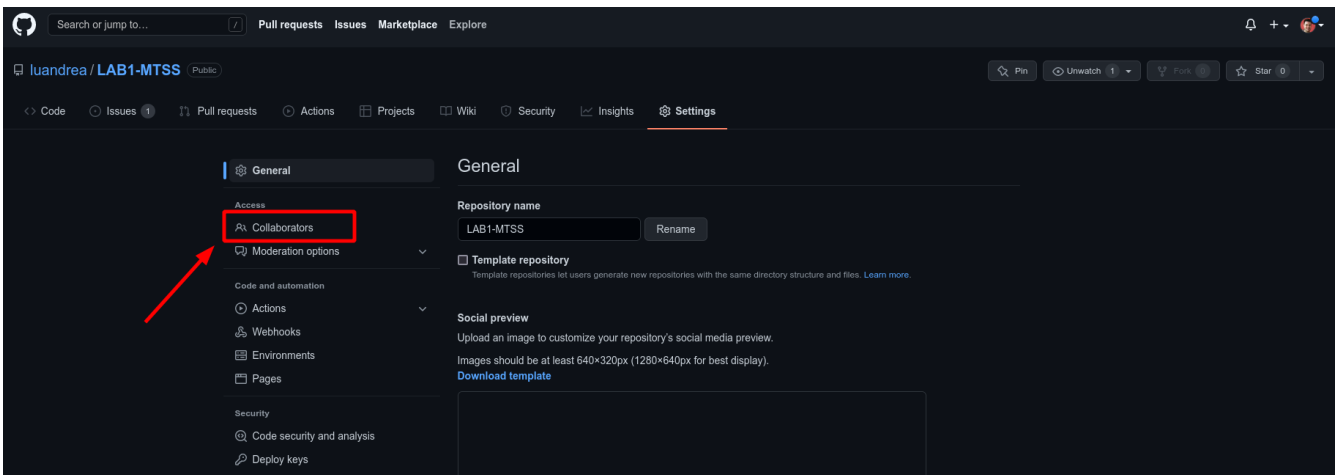 Search or jump to... / Pull requests Issues Marketplace Explore
luandrea / LAB1-MTSS Public Pin Unwatch 1 Fork 0 Star 0
Code Issues 1 Pull requests Actions Projects Wiki Security Insights Settings
General
Access
Collaborators
Moderation options
Code and automation
Actions
Webhooks
Environments
Pages
Security
Code security and analysis
Deploy keys
General
Repository name
LAB1-MTSS Rename
Template repository
Template repositories let users generate new repositories with the same directory structure and files. Learn more.
Social preview
Upload an image to customize your repository's social media preview.
Images should be at least 640×320px (1280×640px for best display).
Download template